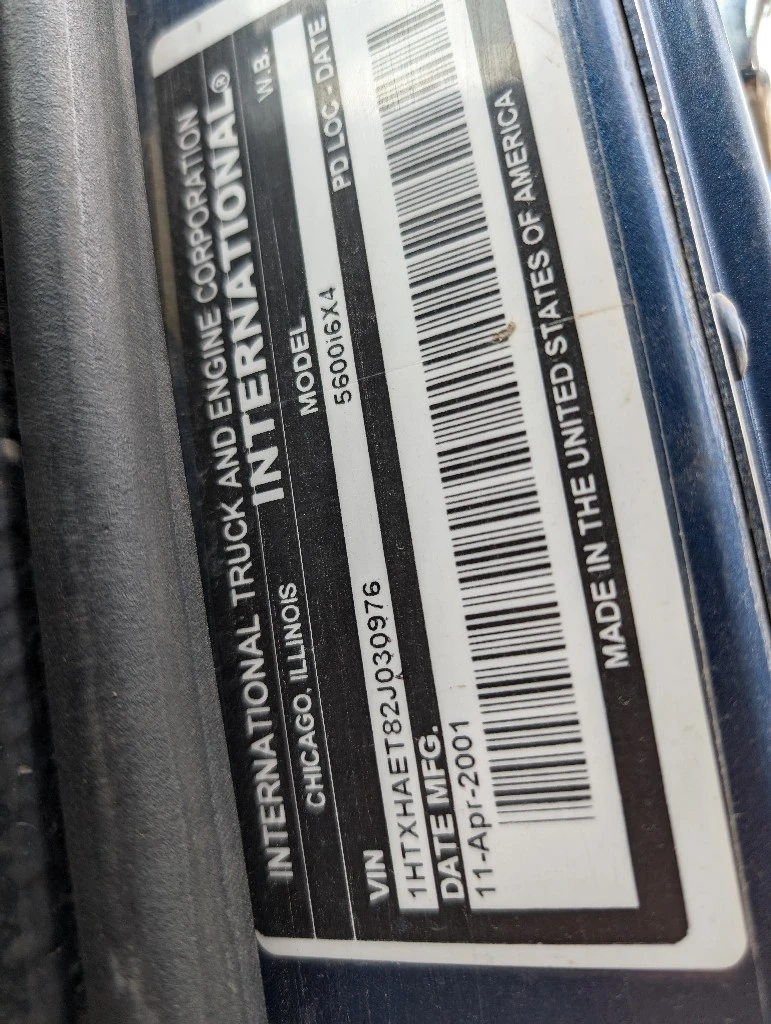 INTERNATIONAL TRUCK AND ENGINE CORPORATION
CHICAGO, ILLINOIS INTERNATIONAL®
VIN MODEL W.B.
1HTXHAET82J030976 5600i6X4
DATE MFG. PD LOC - DATE
11-Apr-2001
MADE IN THE UNITED STATES OF AMERICA